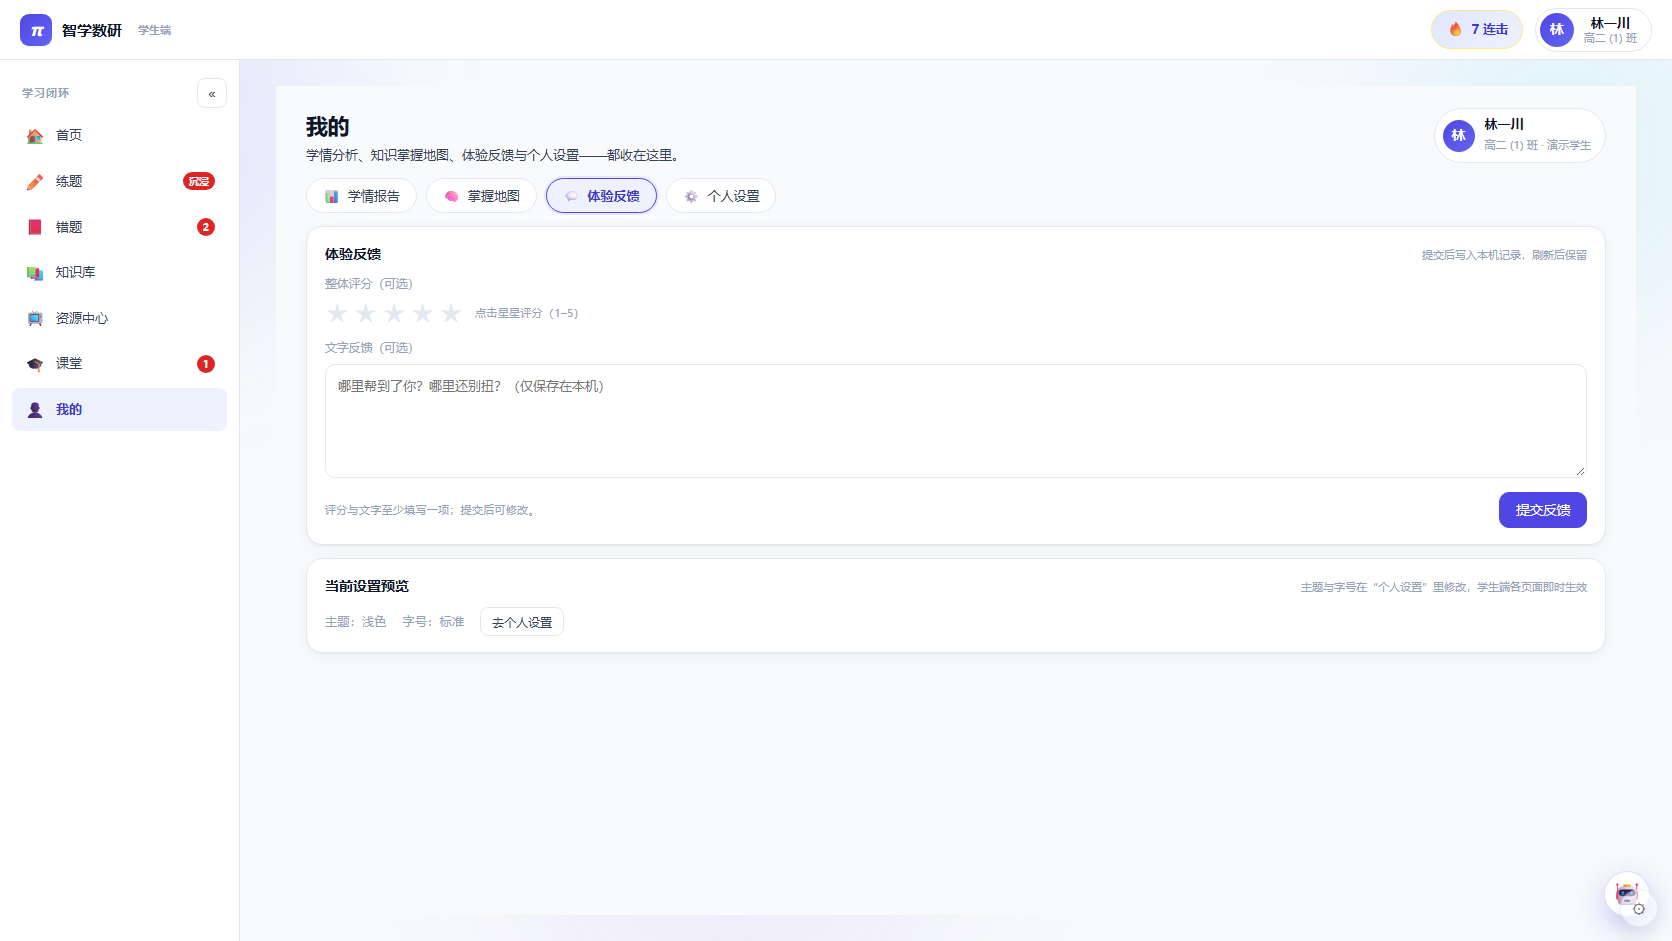 π 智学数研 学生端
7 连击
林 林一川
高二 (1) 班
学习闭环 «
首页
练题 沉浸
错题 2
知识库
资源中心
课堂 1
我的
我的
学情分析、知识掌握地图、体验反馈与个人设置——都收在这里。
林 林一川
高二 (1) 班 · 演示学生
学情报告 掌握地图 体验反馈 个人设置
体验反馈 提交后写入本机记录，刷新后保留
整体评分（可选）
点击星星评分（1–5）
文字反馈（可选）
哪里帮到了你？哪里还别扭？（仅保存在本机）
评分与文字至少填写一项；提交后可修改。 提交反馈
当前设置预览 主题与字号在“个人设置”里修改，学生端各页面即时生效
主题：浅色 字号：标准 去个人设置